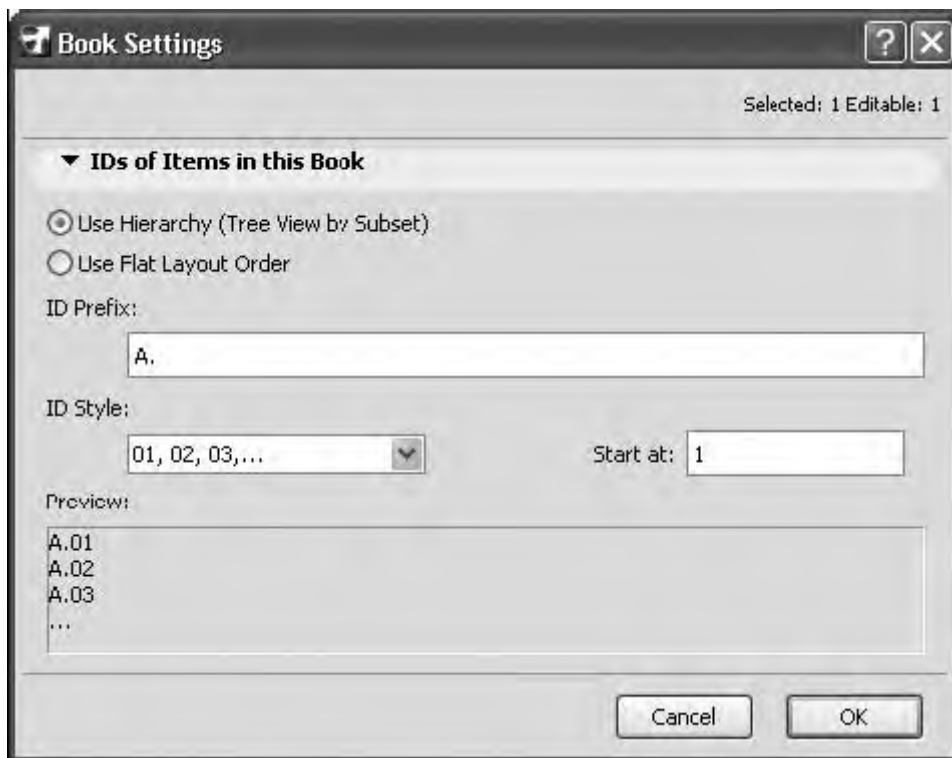 Book Settings
Selected: 1 Editable: 1
IDs of Items in this Book
Use Hierarchy (Tree View by Subset)
Use Flat Layout Order
ID Prefix:
A.
ID Style:
01, 02, 03,... Start at: 1
Preview:
A.01
A.02
A.03
...
Cancel OK